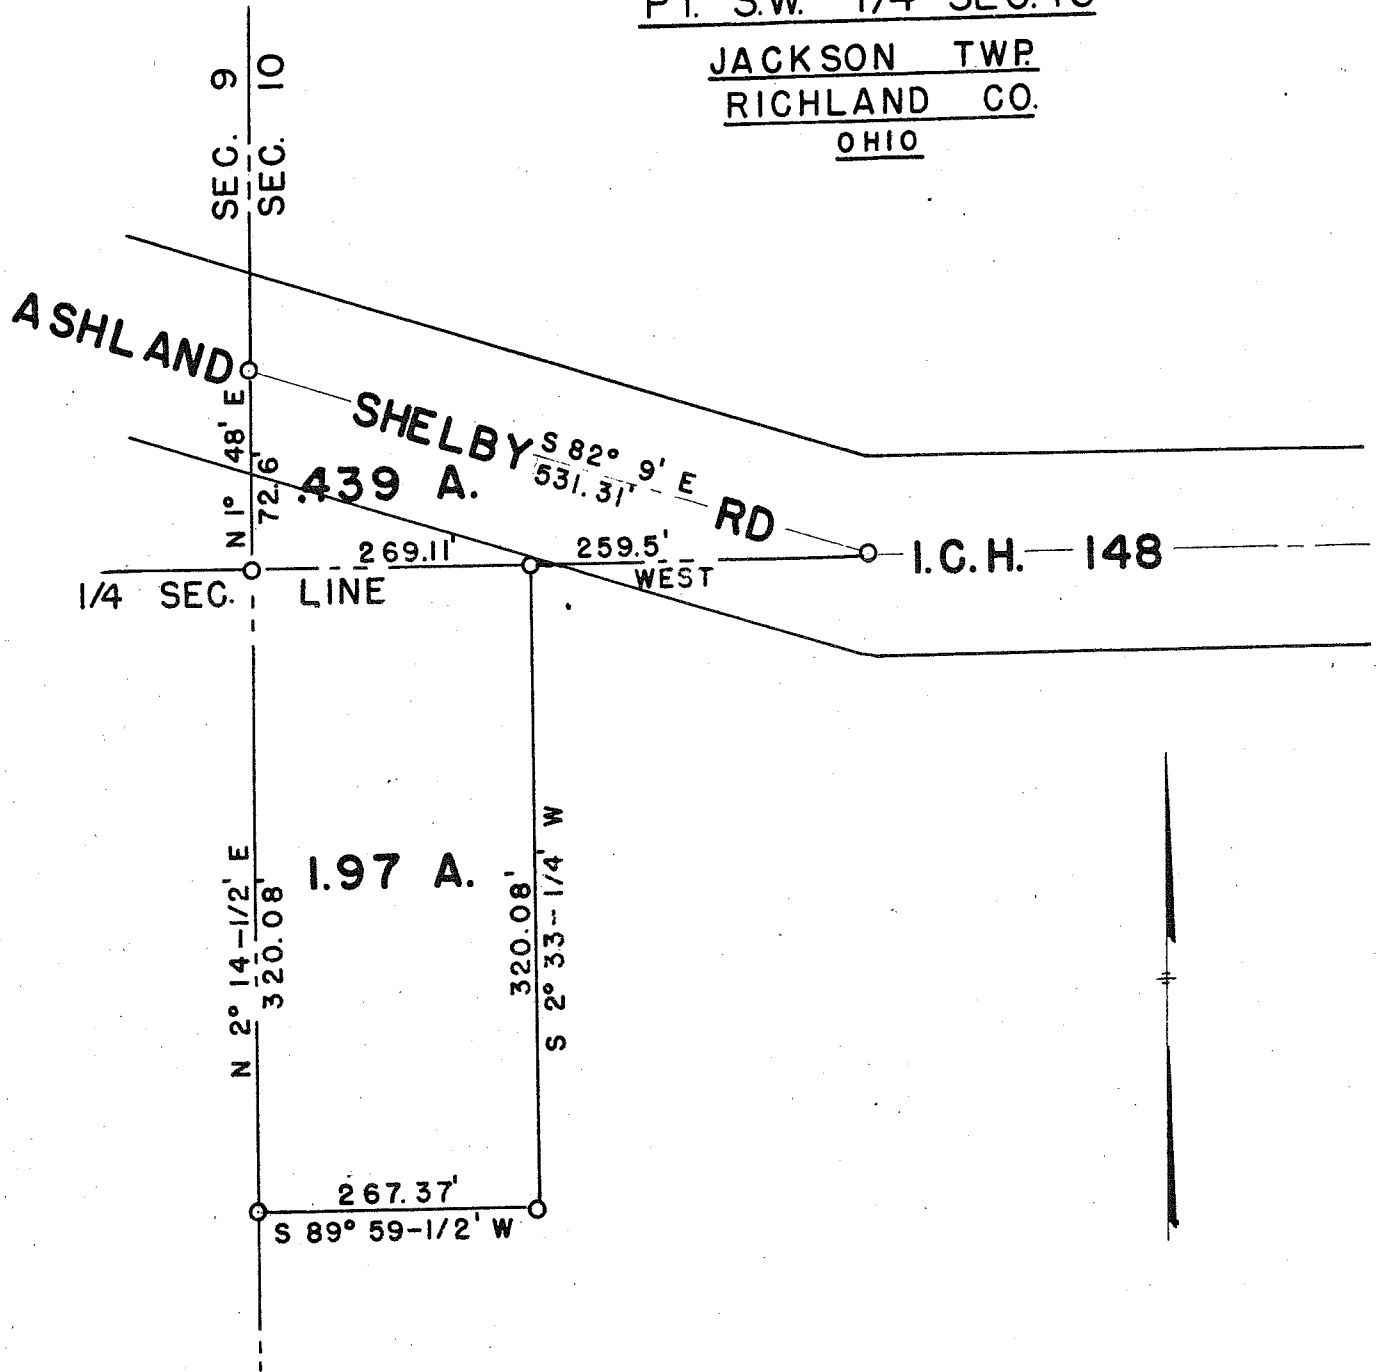 PT. S.W. 1/4 SEC. 10
JACKSON TWP.
RICHLAND CO.
OHIO
SEC. 9
SEC. 10
ASHLAND SHELBY RD I.C.H. 148
S 82° 9' E
531.31'
N 1° 48' E
72.6'
.439 A.
269.11'
259.5'
WEST
1/4 SEC. LINE
1.97 A.
N 2° 14-1/2' E
320.08'
320.08'
S 2° 33-1/4' W
267.37'
S 89° 59-1/2' W